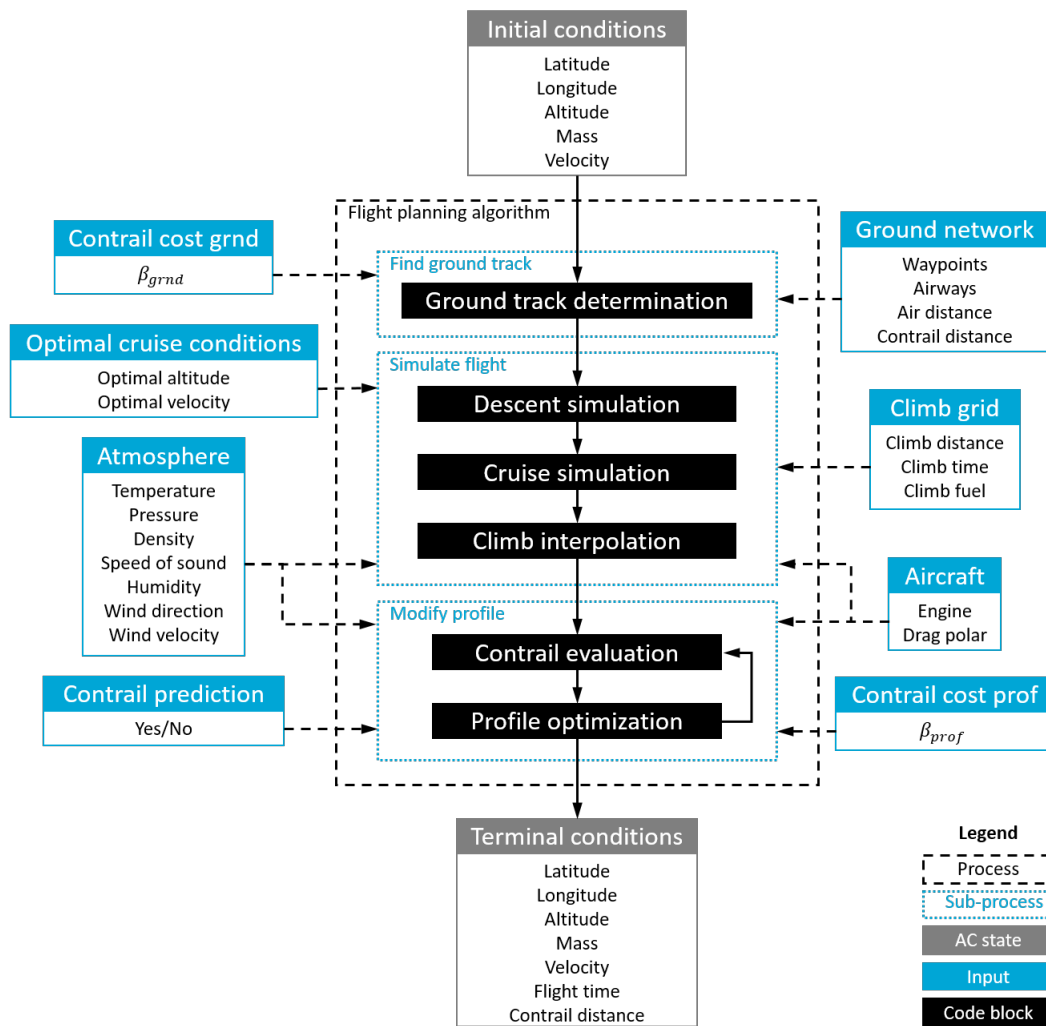 Initial conditions
Latitude
Longitude
Altitude
Mass
Velocity
Flight planning algorithm
Contrail cost grnd
β_grnd
Find ground track
Ground track determination
Ground network
Waypoints
Airways
Air distance
Contrail distance
Optimal cruise conditions
Optimal altitude
Optimal velocity
Simulate flight
Descent simulation
Cruise simulation
Climb interpolation
Climb grid
Climb distance
Climb time
Climb fuel
Atmosphere
Temperature
Pressure
Density
Speed of sound
Humidity
Wind direction
Wind velocity
Aircraft
Engine
Drag polar
Modify profile
Contrail evaluation
Profile optimization
Contrail prediction
Yes/No
Contrail cost prof
β_prof
Terminal conditions
Latitude
Longitude
Altitude
Mass
Velocity
Flight time
Contrail distance
Legend
Process
Sub-process
AC state
Input
Code block